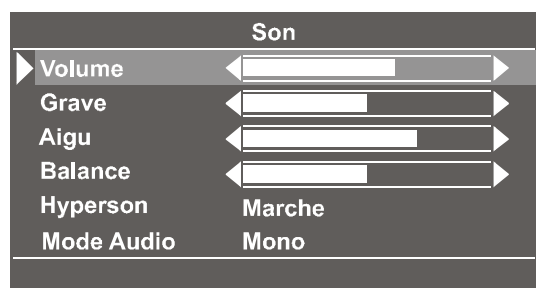 Son
Volume
Grave
Aigu
Balance
Hyperson Marche
Mode Audio Mono